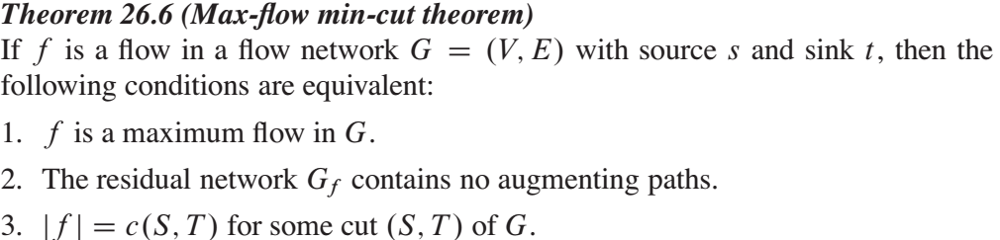 Theorem 26.6 (Max-flow min-cut theorem)
If f is a flow in a flow network G = (V, E) with source s and sink t, then the
following conditions are equivalent:
1. f is a maximum flow in G.
2. The residual network G_f contains no augmenting paths.
3. |f| = c(S, T) for some cut (S, T) of G.